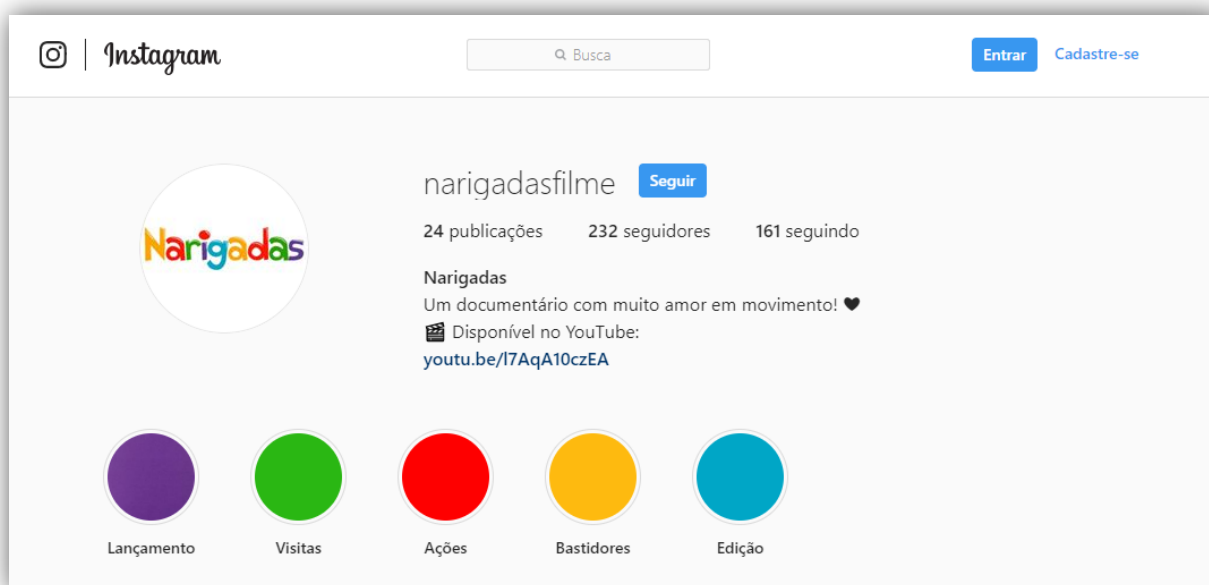 Instagram
Busca
Entrar
Cadastre-se
Narigadas
narigadasfilme
Seguir
24 publicações 232 seguidores 161 seguindo
Narigadas
Um documentário com muito amor em movimento! 🖤
🎬 Disponível no YouTube:
youtu.be/l7AqA10czEA
Lançamento
Visitas
Ações
Bastidores
Edição